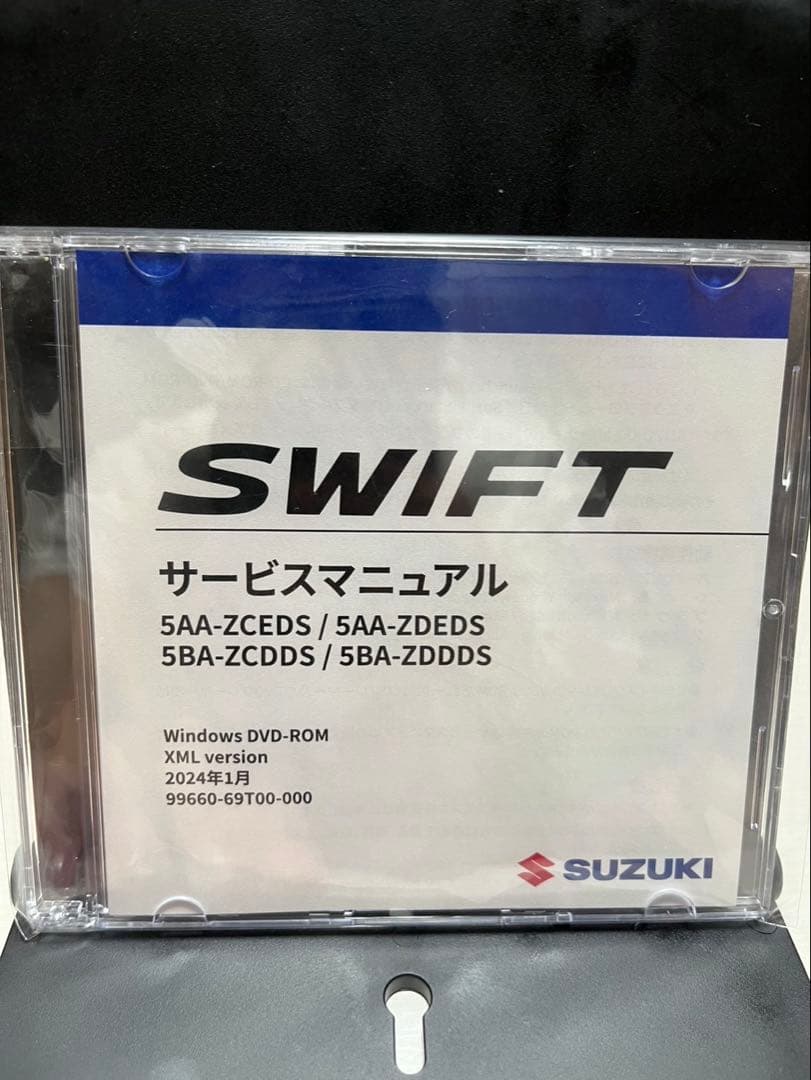 SWIFT
サービスマニュアル
5AA-ZCEDS / 5AA-ZDEDS
5BA-ZCDDS / 5BA-ZDDDS
Windows DVD-ROM
XML version
2024年1月
99660-69T00-000
SUZUKI